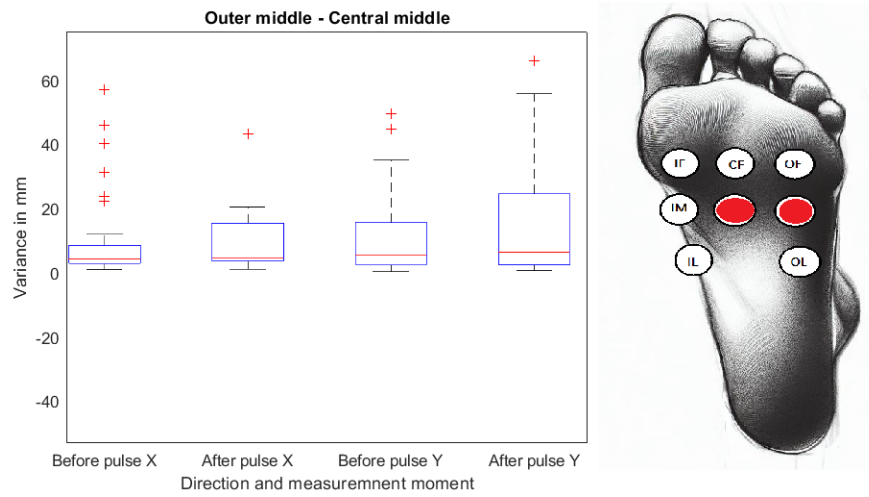 Outer middle - Central middle
Variance in mm
60
40
20
0
-20
-40
Before pulse X
After pulse X
Before pulse Y
After pulse Y
Direction and measuremnent moment
IF
CF
OF
IM
IL
OL